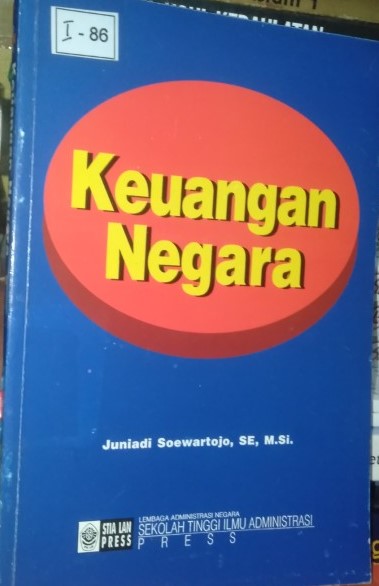 I - 86
Keuangan
Negara
Juniadi Soewartojo, SE, M.Si.
STIA LAN
PRESS
LEMBAGA ADMINISTRASI NEGARA
SEKOLAH TINGGI ILMU ADMINISTRASI
PRESS